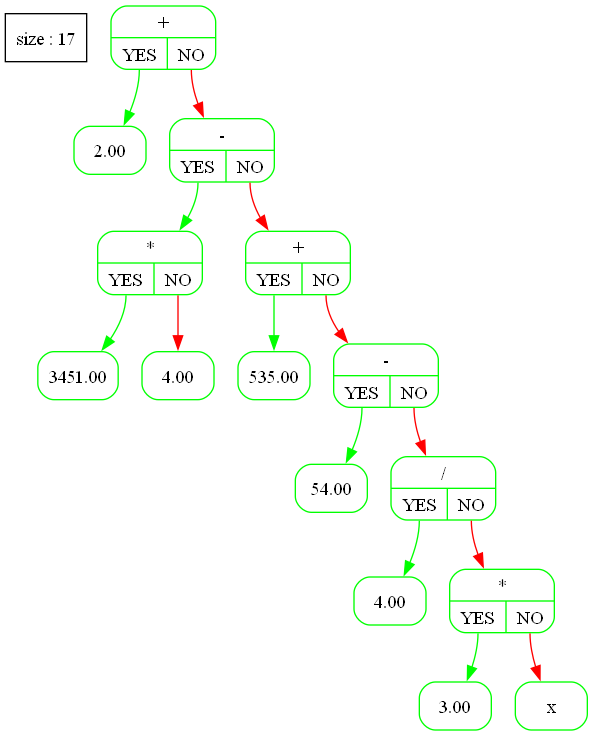 size : 17
+
YES NO
2.00
-
YES NO
*
YES NO
+
YES NO
3451.00
4.00
535.00
-
YES NO
54.00
/
YES NO
4.00
*
YES NO
3.00
x